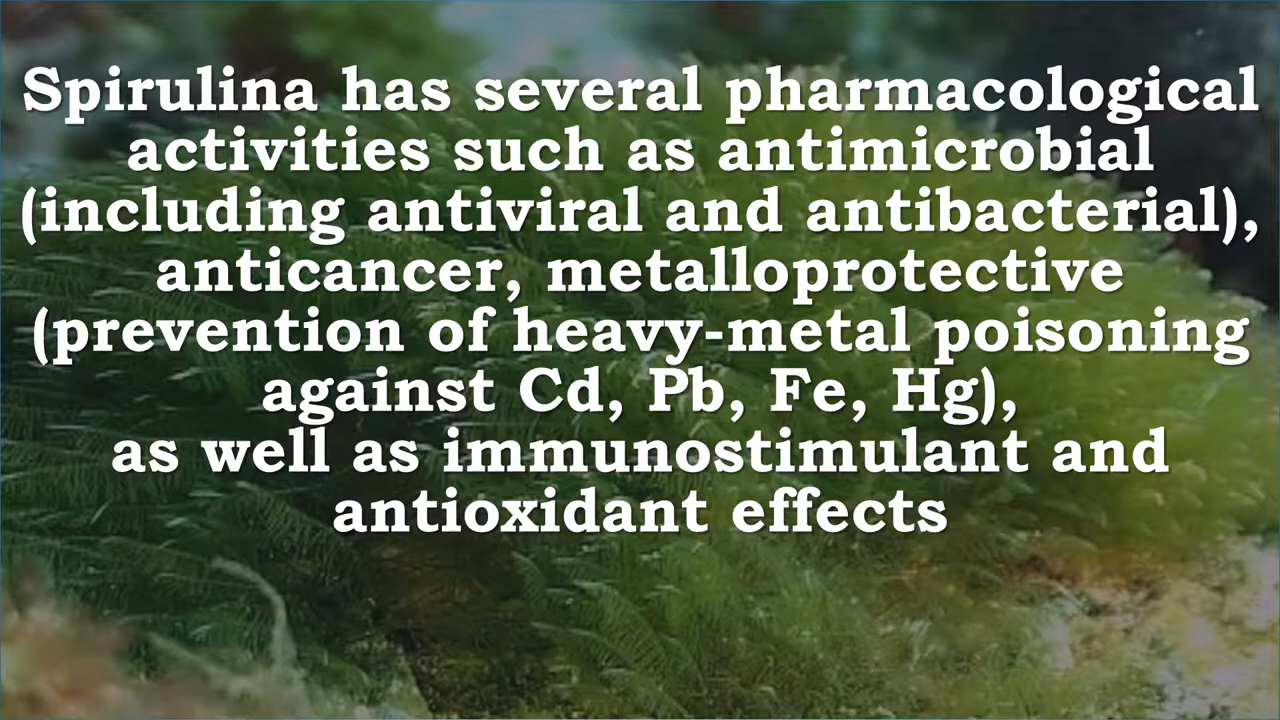 Spirulina has several pharmacological
activities such as antimicrobial
(including antiviral and antibacterial),
anticancer, metalloprotective
(prevention of heavy-metal poisoning
against Cd, Pb, Fe, Hg),
as well as immunostimulant and
antioxidant effects